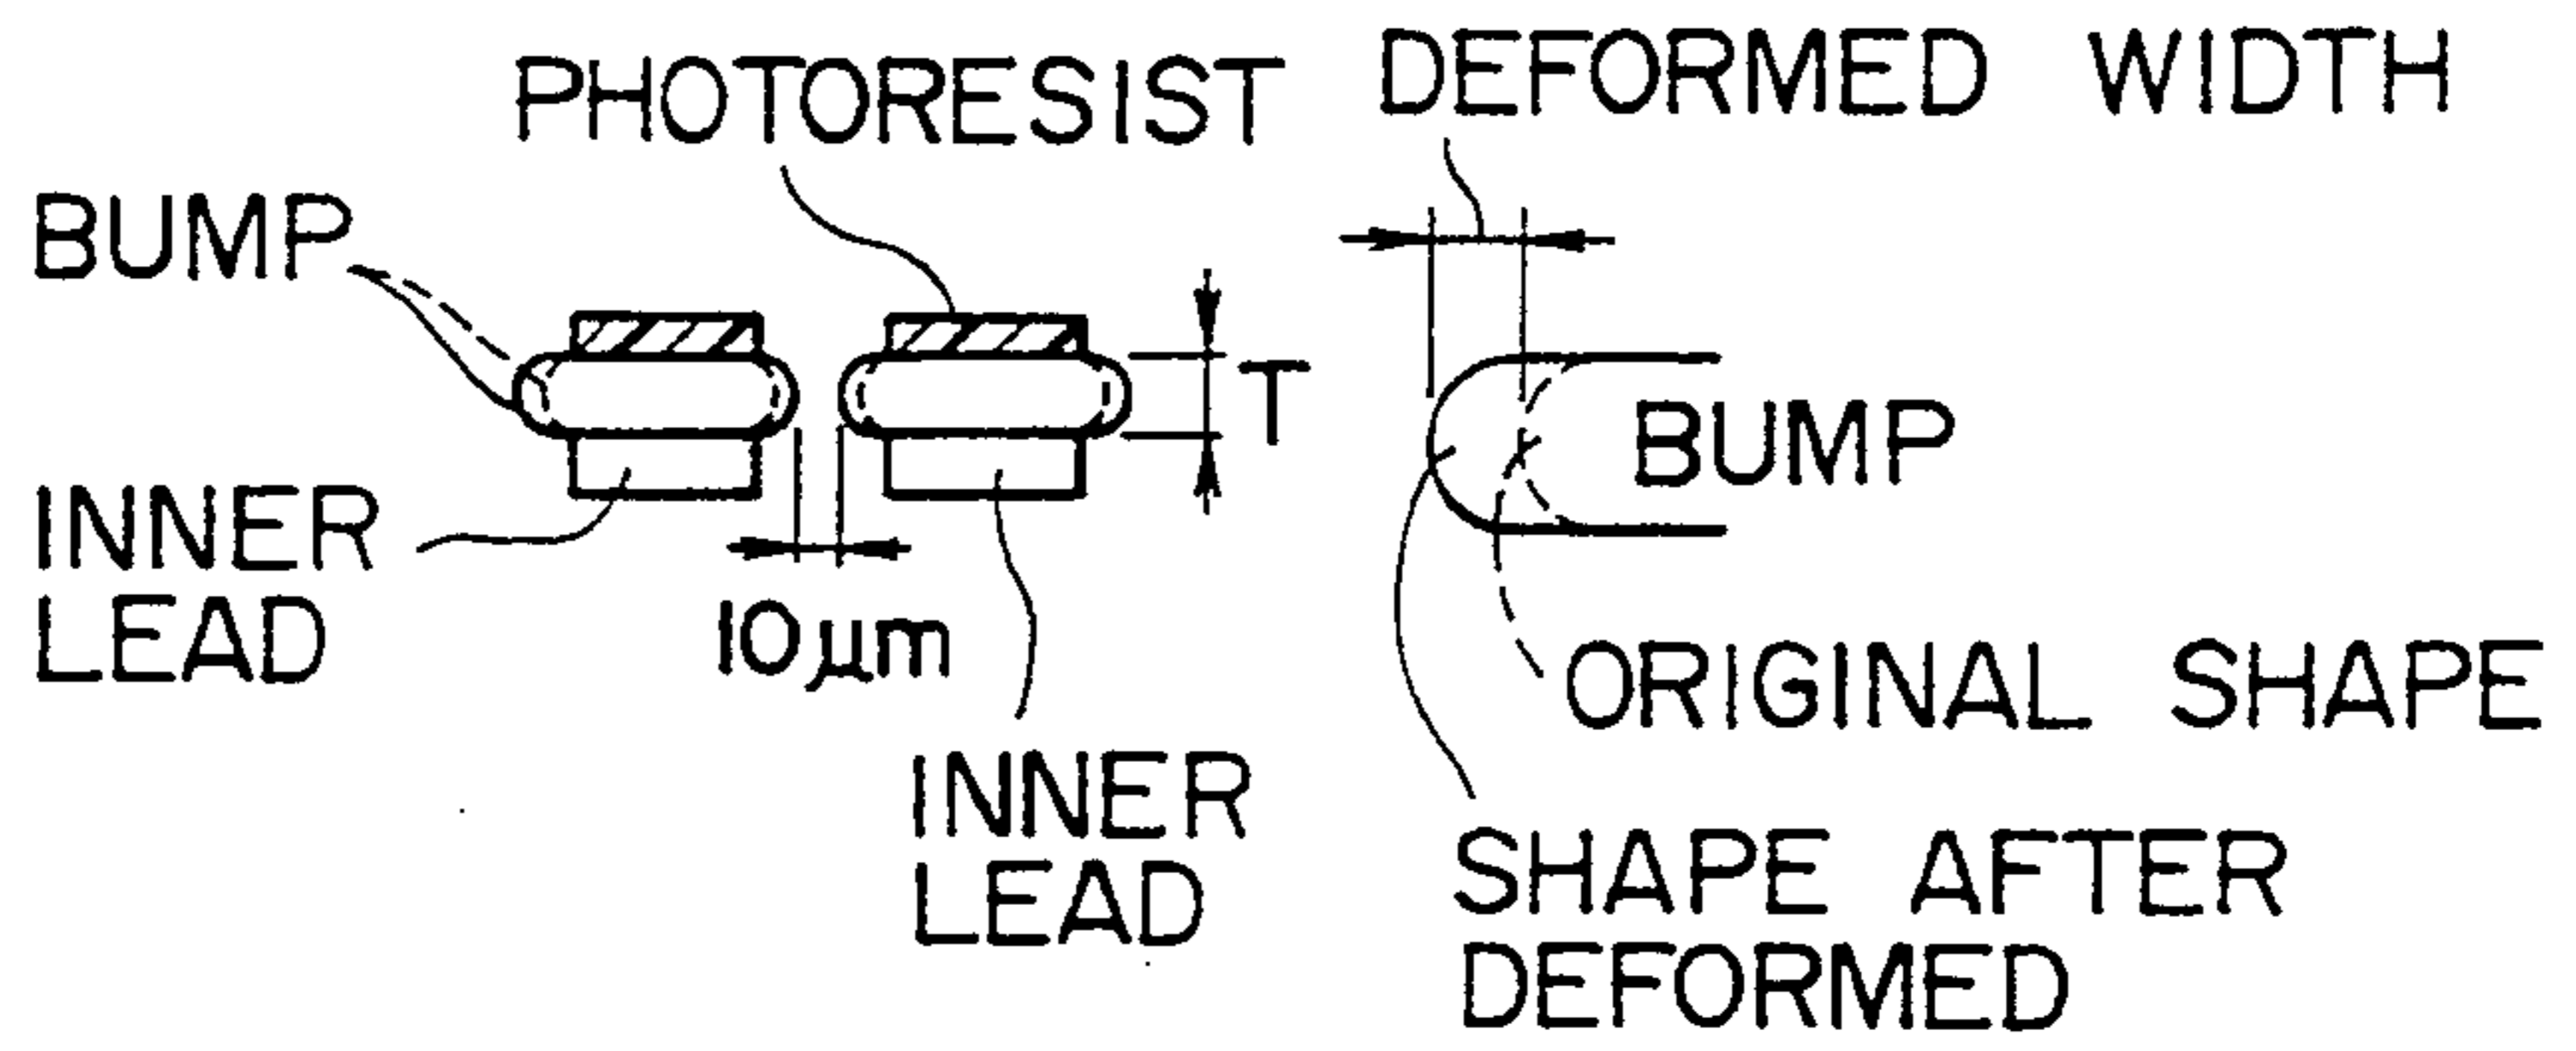 PHOTORESIST
DEFORMED WIDTH
BUMP
T
BUMP
INNER
LEAD
10μm
ORIGINAL SHAPE
INNER
LEAD
SHAPE AFTER
DEFORMED